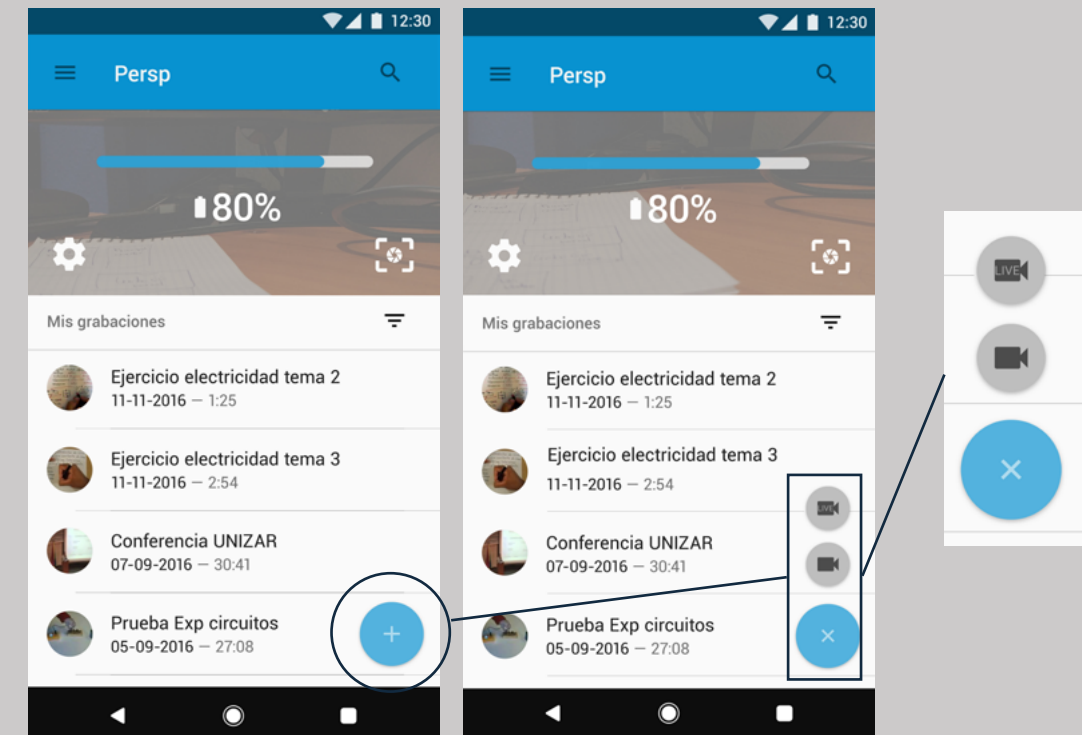 12:30
Persp
80%
Mis grabaciones
Ejercicio electricidad tema 2
11-11-2016 — 1:25
Ejercicio electricidad tema 3
11-11-2016 — 2:54
Conferencia UNIZAR
07-09-2016 — 30:41
Prueba Exp circuitos
05-09-2016 — 27:08
12:30
Persp
80%
Mis grabaciones
Ejercicio electricidad tema 2
11-11-2016 — 1:25
Ejercicio electricidad tema 3
11-11-2016 — 2:54
LIVE
Conferencia UNIZAR
07-09-2016 — 30:41
Prueba Exp circuitos
05-09-2016 — 27:08
LIVE